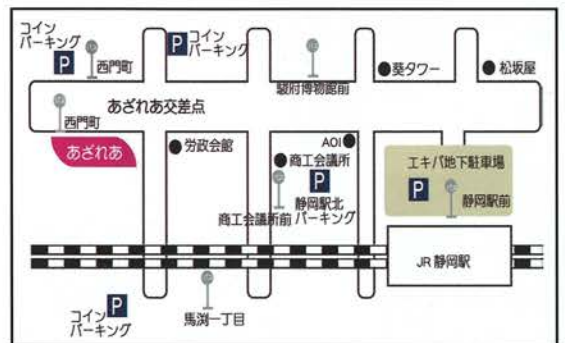 コイン
パーキング
P
西門町
P
コイン
パーキング
駿府博物館前
葵タワー
松坂屋
西門町
あざれあ交差点
あざれあ
労政会館
AOI
商工会議所
P
静岡駅北
パーキング
商工会議所前
エキパ地下駐車場
P
静岡駅前
JR 静岡駅
コイン
パーキング
P
馬渕一丁目